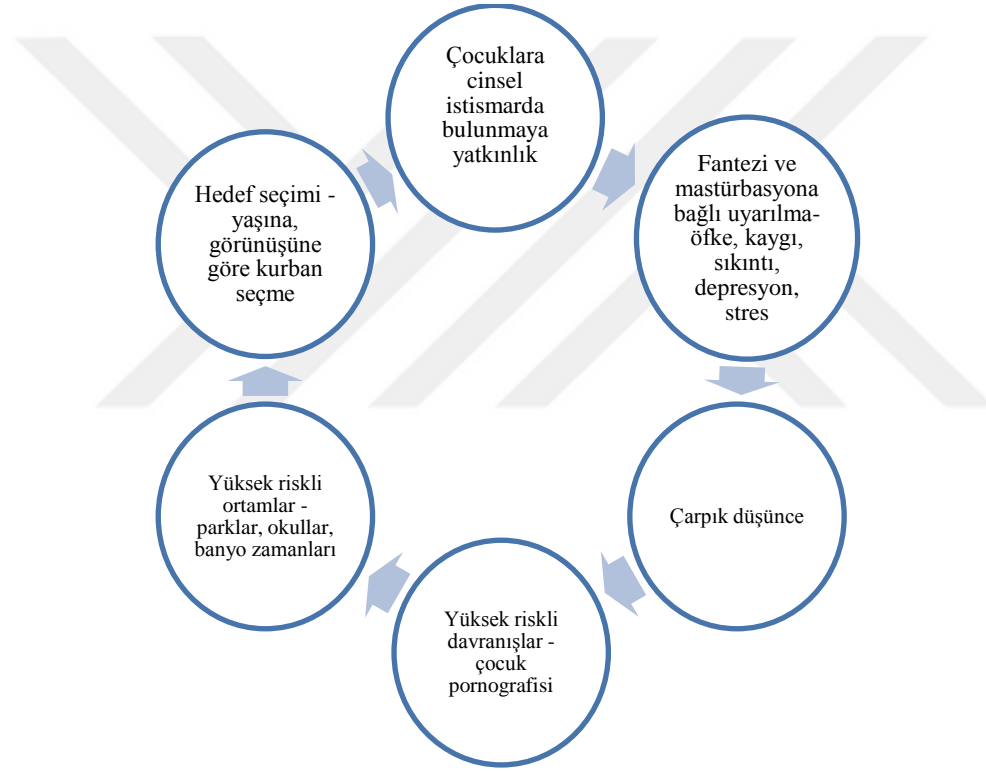 Çocuklara
cinsel
istismarda
bulunmaya
yatkınlık
Fantezi ve
mastürbasyona
bağlı uyarılma-
öfke, kaygı,
sıkıntı,
depresyon,
stres
Çarpık düşünce
Yüksek riskli
davranışlar -
çocuk
pornografisi
Yüksek riskli
ortamlar -
parklar, okullar,
banyo zamanları
Hedef seçimi -
yaşına,
görünüşüne
göre kurban
seçme